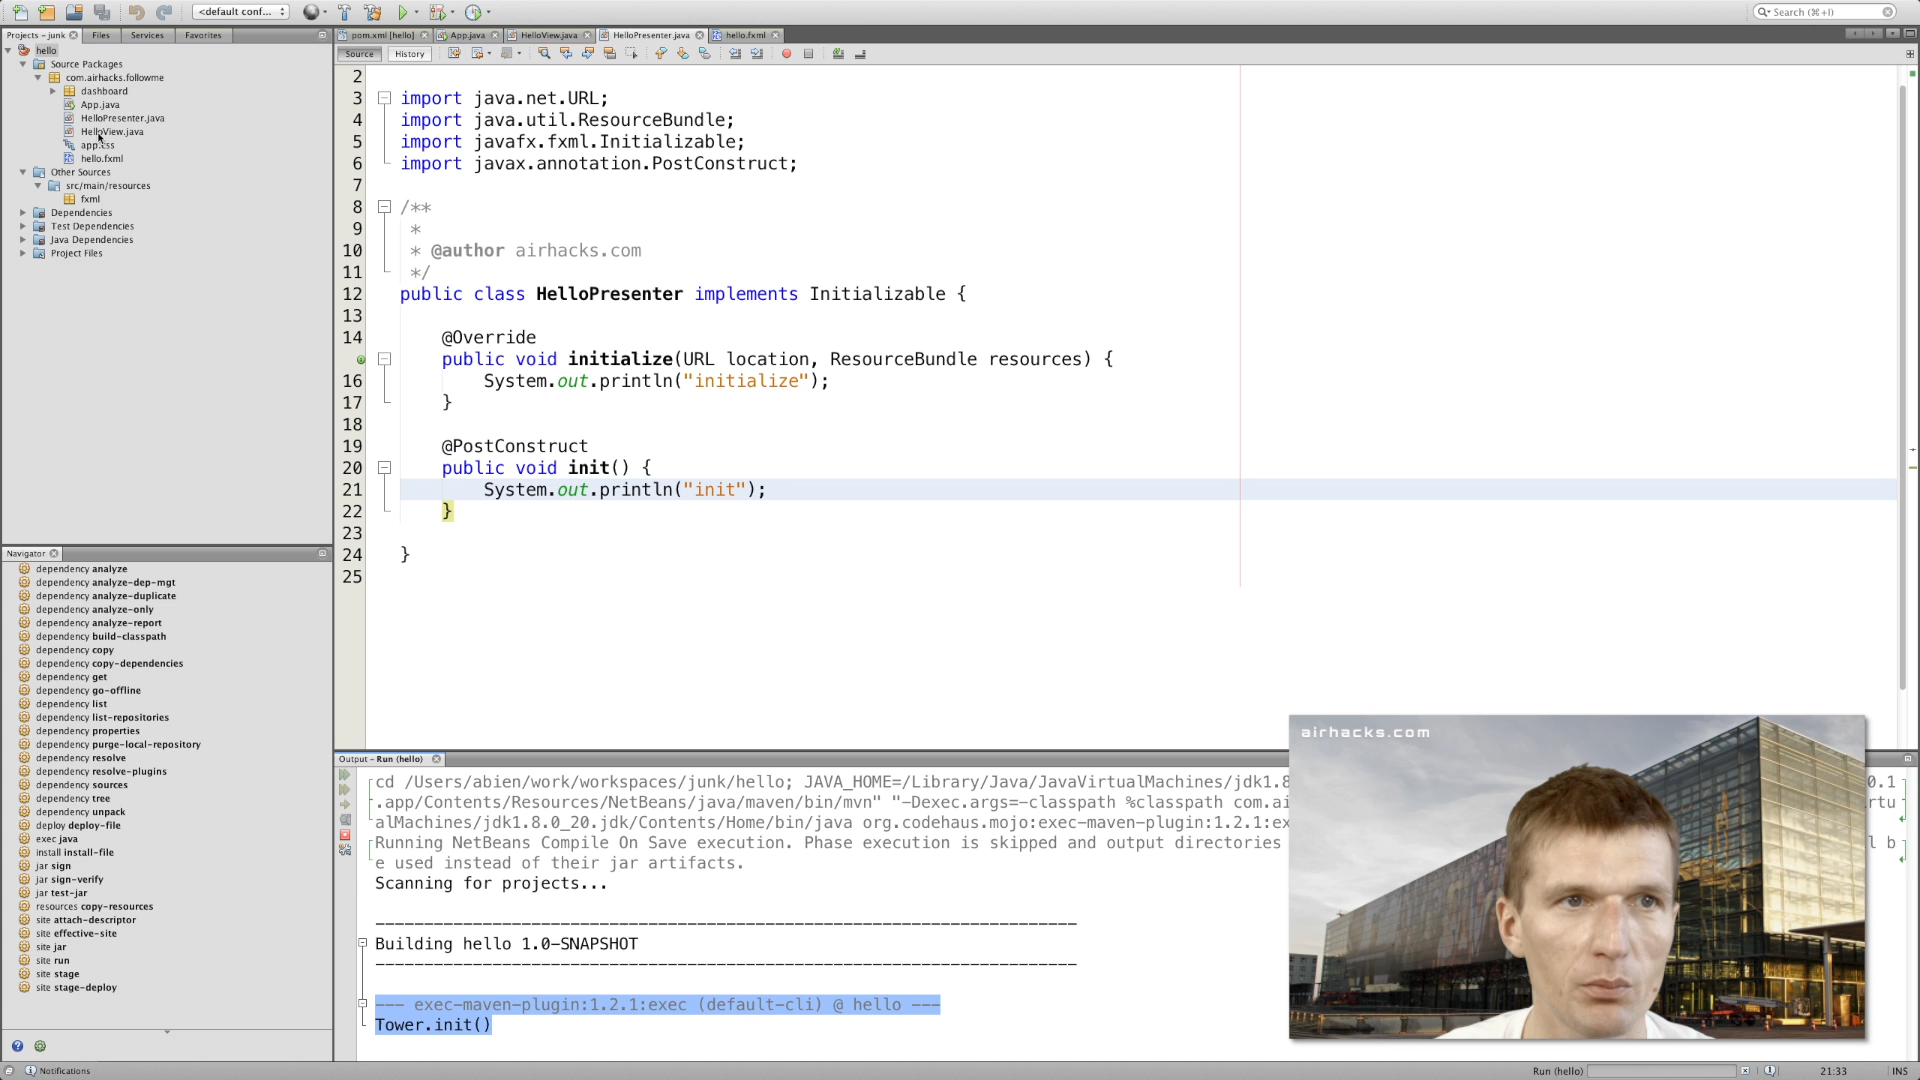 <default conf...
Search (⌘+I)
Projects - junk
Files
Services
Favorites
pom.xml [hello]
App.java
HelloView.java
HelloPresenter.java
hello.fxml
Source
History
hello
Source Packages
com.airhacks.followme
dashboard
App.java
HelloPresenter.java
HelloView.java
app.css
hello.fxml
Other Sources
src/main/resources
fxml
Dependencies
Test Dependencies
Java Dependencies
Project Files
2
3 import java.net.URL;
4 import java.util.ResourceBundle;
5 import javafx.fxml.Initializable;
6 import javax.annotation.PostConstruct;
7
8 /**
9 *
10 * @author airhacks.com
11 */
12 public class HelloPresenter implements Initializable {
13
14 @Override
public void initialize(URL location, ResourceBundle resources) {
16 System.out.println("initialize");
17 }
18
19 @PostConstruct
20 public void init() {
21 System.out.println("init");
22 }
23
24 }
25
Navigator
dependency analyze
dependency analyze-dep-mgt
dependency analyze-duplicate
dependency analyze-only
dependency analyze-report
dependency build-classpath
dependency copy
dependency copy-dependencies
dependency get
dependency go-offline
dependency list
dependency list-repositories
dependency properties
dependency purge-local-repository
dependency resolve
dependency resolve-plugins
dependency sources
dependency tree
dependency unpack
deploy deploy-file
exec java
install install-file
jar sign
jar sign-verify
jar test-jar
resources copy-resources
site attach-descriptor
site effective-site
site jar
site run
site stage
site stage-deploy
Output - Run (hello)
cd /Users/abien/work/workspaces/junk/hello; JAVA_HOME=/Library/Java/JavaVirtualMachines/jdk1.8 0.1
.app/Contents/Resources/NetBeans/java/maven/bin/mvn" "-Dexec.args=-classpath %classpath com.ai rtu
alMachines/jdk1.8.0_20.jdk/Contents/Home/bin/java org.codehaus.mojo:exec-maven-plugin:1.2.1:ex
Running NetBeans Compile On Save execution. Phase execution is skipped and output directories l b
e used instead of their jar artifacts.
Scanning for projects...
------------------------------------------------------------------------
Building hello 1.0-SNAPSHOT
------------------------------------------------------------------------
--- exec-maven-plugin:1.2.1:exec (default-cli) @ hello ---
Tower.init()
airhacks.com
Notifications
Run (hello)
21:33
INS